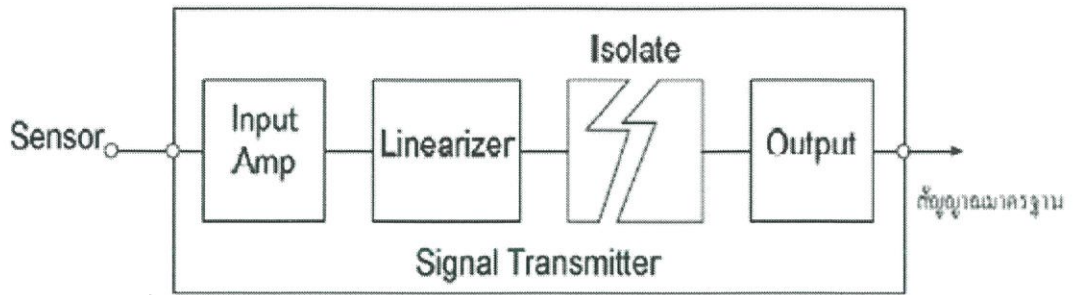 Isolate
Sensor
Input
Amp
Linearizer
Output
สัญญาณมาตรฐาน
Signal Transmitter